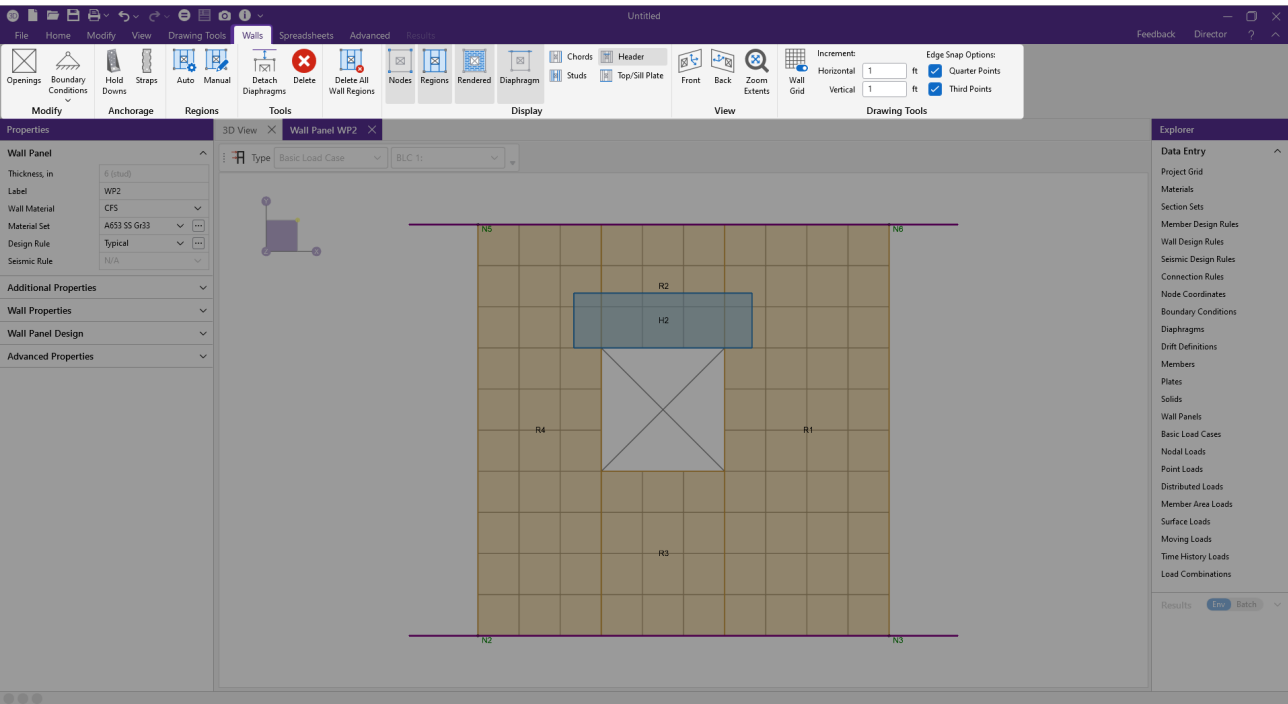 Untitled
File Home Modify View Drawing Tools Walls Spreadsheets Advanced Results Feedback Director ?
Openings Boundary Conditions Modify
Hold Downs Straps Anchorage
Auto Manual Regions
Detach Diaphragms Delete Tools
Delete All Wall Regions Nodes Regions Rendered Diaphragm Chords Header
Studs Top/Sill Plate
Display
Front Back Zoom Extents View
Wall Grid Increment: Edge Snap Options:
Horizontal 1 ft Quarter Points
Vertical 1 ft Third Points
Drawing Tools
Properties
Wall Panel
Thickness, in 6 (stud)
Label WP2
Wall Material CFS
Material Set A653 SS Gr33
Design Rule Typical
Seismic Rule N/A
Additional Properties
Wall Properties
Wall Panel Design
Advanced Properties
3D View Wall Panel WP2
Type Basic Load Case BLC 1:
Y
Z X
N5 N6
R2
H2
R4 R1
R3
N2 N3
Explorer
Data Entry
Project Grid
Materials
Section Sets
Member Design Rules
Wall Design Rules
Seismic Design Rules
Connection Rules
Node Coordinates
Boundary Conditions
Diaphragms
Drift Definitions
Members
Plates
Solids
Wall Panels
Basic Load Cases
Nodal Loads
Point Loads
Distributed Loads
Member Area Loads
Surface Loads
Moving Loads
Time History Loads
Load Combinations
Results Env Batch